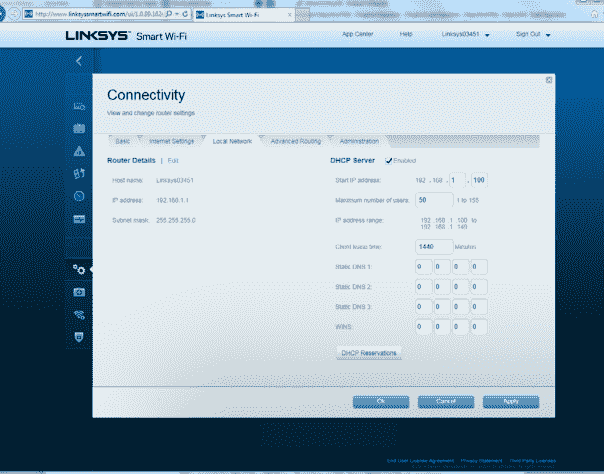 http://www.linksyssmartwifi.com/ui/1.0.99.162
Linksys Smart Wi-Fi
LINKSYS Smart Wi-Fi
App Center Help Linksys03451 Sign Out
Connectivity
View and change router settings
Basic Internet Settings Local Network Advanced Routing Administration
Router Details | Edit
Host name: Linksys03451
IP address: 192.168.1.1
Subnet mask: 255.255.255.0
DHCP Server Enabled
Start IP address: 192 . 168 . 1 . 100
Maximum number of users: 50 1 to 155
IP address range: 192 . 168 . 1 . 100 to
192 . 168 . 1 . 149
Client lease time: 1440 Minutes
Static DNS 1: 0 0 0 0
Static DNS 2: 0 0 0 0
Static DNS 3: 0 0 0 0
WINS: 0 0 0 0
DHCP Reservations
Ok Cancel Apply
End User License Agreement Privacy Statement Third Party Licenses